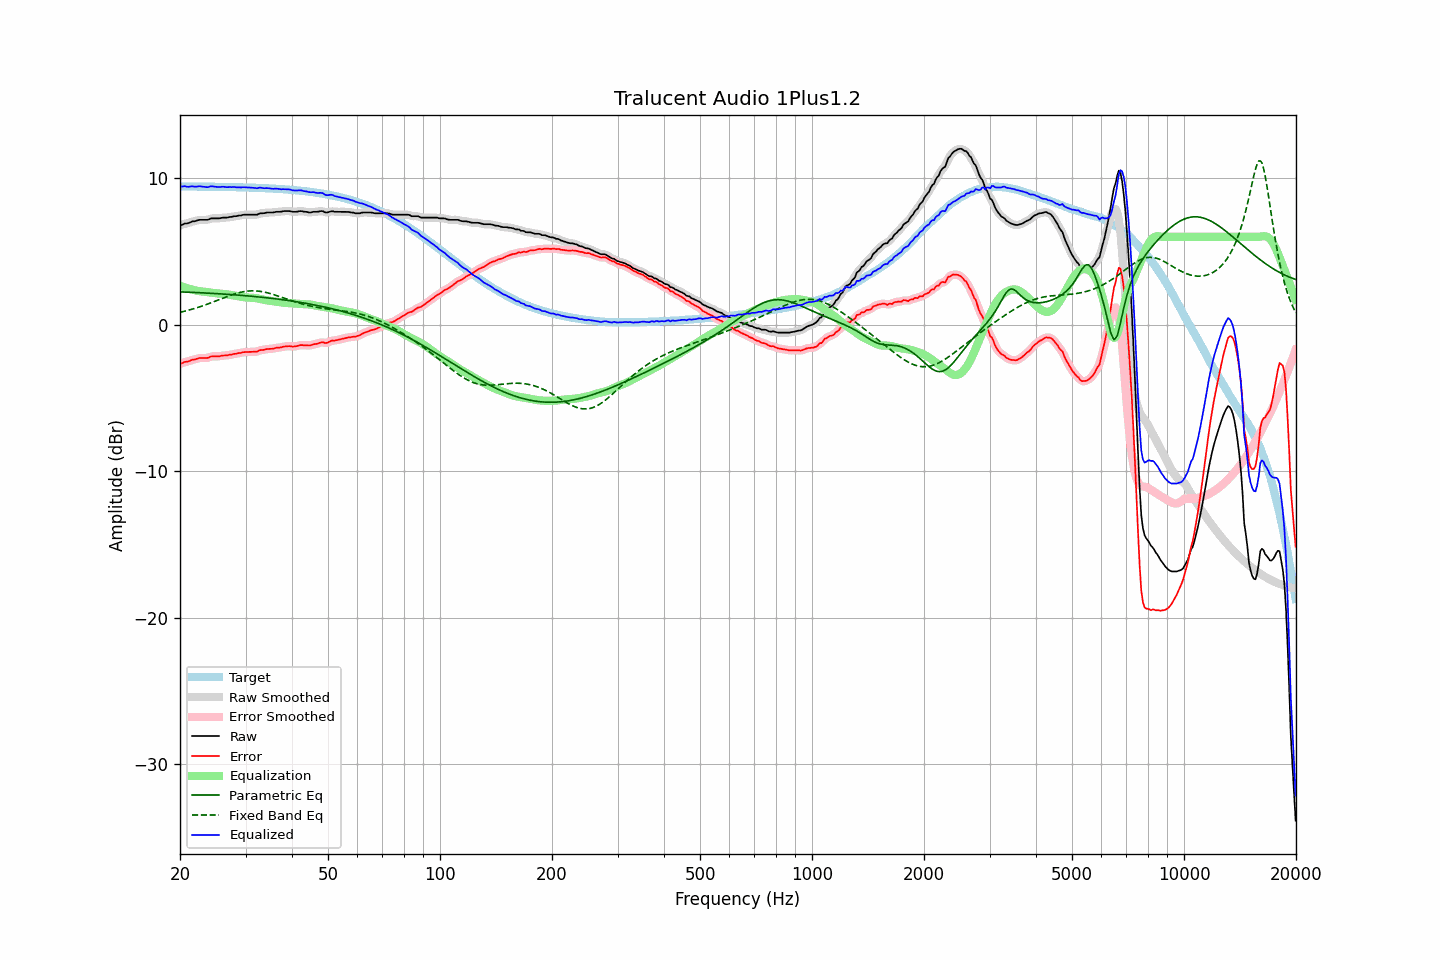 Tralucent Audio 1Plus1.2
Amplitude (dBr)
10
0
−10
−20
−30
Target
Raw Smoothed
Error Smoothed
Raw
Error
Equalization
Parametric Eq
Fixed Band Eq
Equalized
20 50 100 200 500 1000 2000 5000 10000 20000
Frequency (Hz)